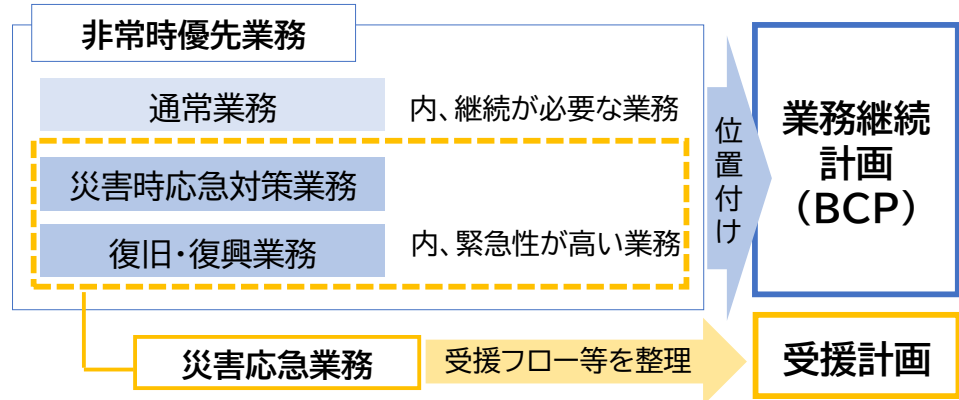 非常時優先業務
通常業務
内、継続が必要な業務
災害時応急対策業務
復旧・復興業務
内、緊急性が高い業務
位置付け
業務継続
計画
（BCP）
災害応急業務
受援フロー等を整理
受援計画